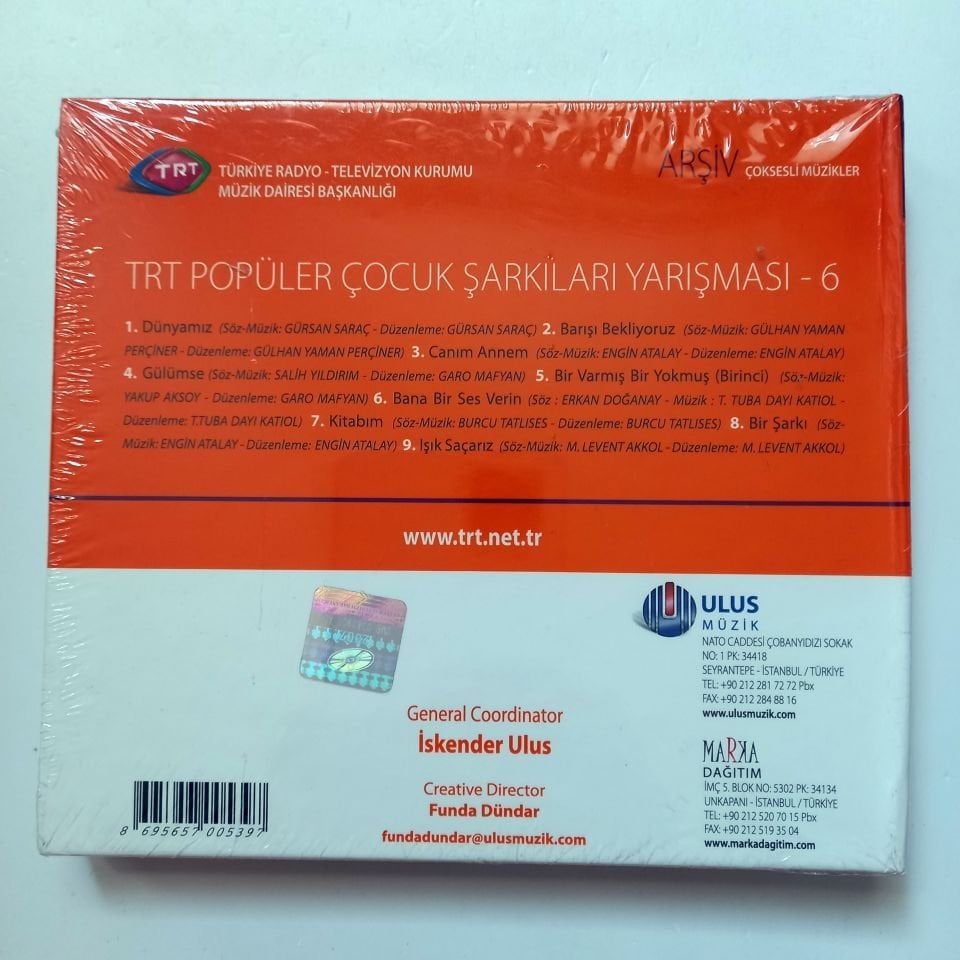 TRT
TÜRKİYE RADYO - TELEVİZYON KURUMU
MÜZİK DAİRESİ BAŞKANLIĞI
ARŞİV ÇOKSESLİ MÜZİKLER
TRT POPÜLER ÇOCUK ŞARKILARI YARIŞMASI - 6
1. Dünyamız (Söz-Müzik: GÜRSAN SARAÇ - Düzenleme: GÜRSAN SARAÇ) 2. Barışı Bekliyoruz (Söz-Müzik: GÜLHAN YAMAN
PERÇİNER - Düzenleme: GÜLHAN YAMAN PERÇİNER) 3. Canım Annem (Söz-Müzik: ENGİN ATALAY - Düzenleme: ENGİN ATALAY)
4. Gülümse (Söz-Müzik: SALİH YILDIRIM - Düzenleme: GARO MAFYAN) 5. Bir Varmış Bir Yokmuş (Birinci) (Söz-Müzik:
YAKUP AKSOY - Düzenleme: GARO MAFYAN) 6. Bana Bir Ses Verin (Söz : ERKAN DOĞANAY - Müzik : T. TUBA DAYI KATIOL -
Düzenleme: T.TUBA DAYI KATIOL) 7. Kitabım (Söz-Müzik: BURCU TATLISES - Düzenleme: BURCU TATLISES) 8. Bir Şarkı (Söz-
Müzik: ENGİN ATALAY - Düzenleme: ENGİN ATALAY) 9. Işık Saçarız (Söz-Müzik: M. LEVENT AKKOL - Düzenleme: M. LEVENT AKKOL)
www.trt.net.tr
ULUS
MÜZİK
NATO CADDESİ ÇOBANYIDIZI SOKAK
NO: 1 PK: 34418
SEYRANTEPE - İSTANBUL / TÜRKİYE
TEL: +90 212 281 72 72 Pbx
FAX: +90 212 284 88 16
www.ulusmuzik.com
General Coordinator
İskender Ulus
MARKA
DAĞITIM
İMÇ 5. BLOK NO: 5302 PK: 34134
UNKAPANI - İSTANBUL / TÜRKİYE
TEL: +90 212 520 70 15 Pbx
FAX: +90 212 519 35 04
www.markadagitim.com
Creative Director
Funda Dündar
fundadundar@ulusmuzik.com
8 695657 005397